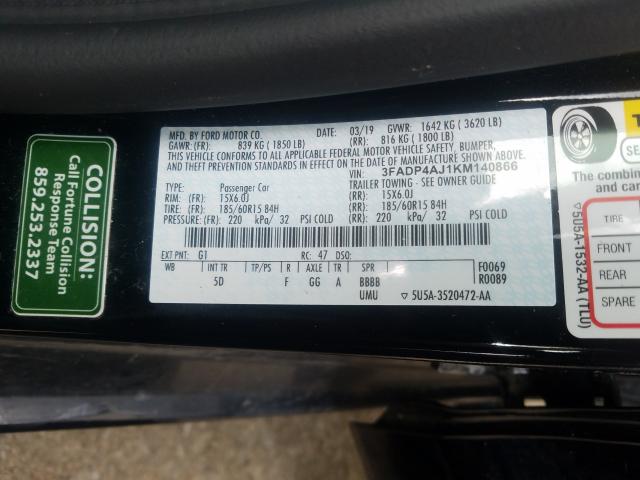 COLLISION:
Call Fortune Collision
Response Team
859.253.2337
MFD. BY FORD MOTOR CO.
DATE: 03/19 GVWR: 1642 KG ( 3620 LB)
GAWR: (FR): 839 KG ( 1850 LB) (RR): 816 KG ( 1800 LB)
THIS VEHICLE CONFORMS TO ALL APPLICABLE FEDERAL MOTOR VEHICLE SAFETY, BUMPER,
AND THEFT PREVENTION STANDARDS IN EFFECT ON THE DATE OF MANUFACTURE SHOWN ABOVE.
VIN: 3FADP4AJ1KM140866
TYPE: Passenger Car TRAILER TOWING - SEE OWNER GUIDE
RIM: (FR): 15X6.0J (RR): 15X6.0J
TIRE: (FR): 185/60R15 84H (RR): 185/60R15 84H
PRESSURE: (FR): 220 kPa/ 32 PSI COLD (RR): 220 kPa/ 32 PSI COLD
EXT PNT: G1 RC: 47 DSO:
WB INT TR TP/PS R AXLE TR SPR F0069
5D F GG A BBBB R0089
UMU ▽ 5U5A-3520472-AA
T
SE
The combined
and car
▽ 5U5A-1532-AA (TLU)
TIRE
FRONT
REAR
SPARE